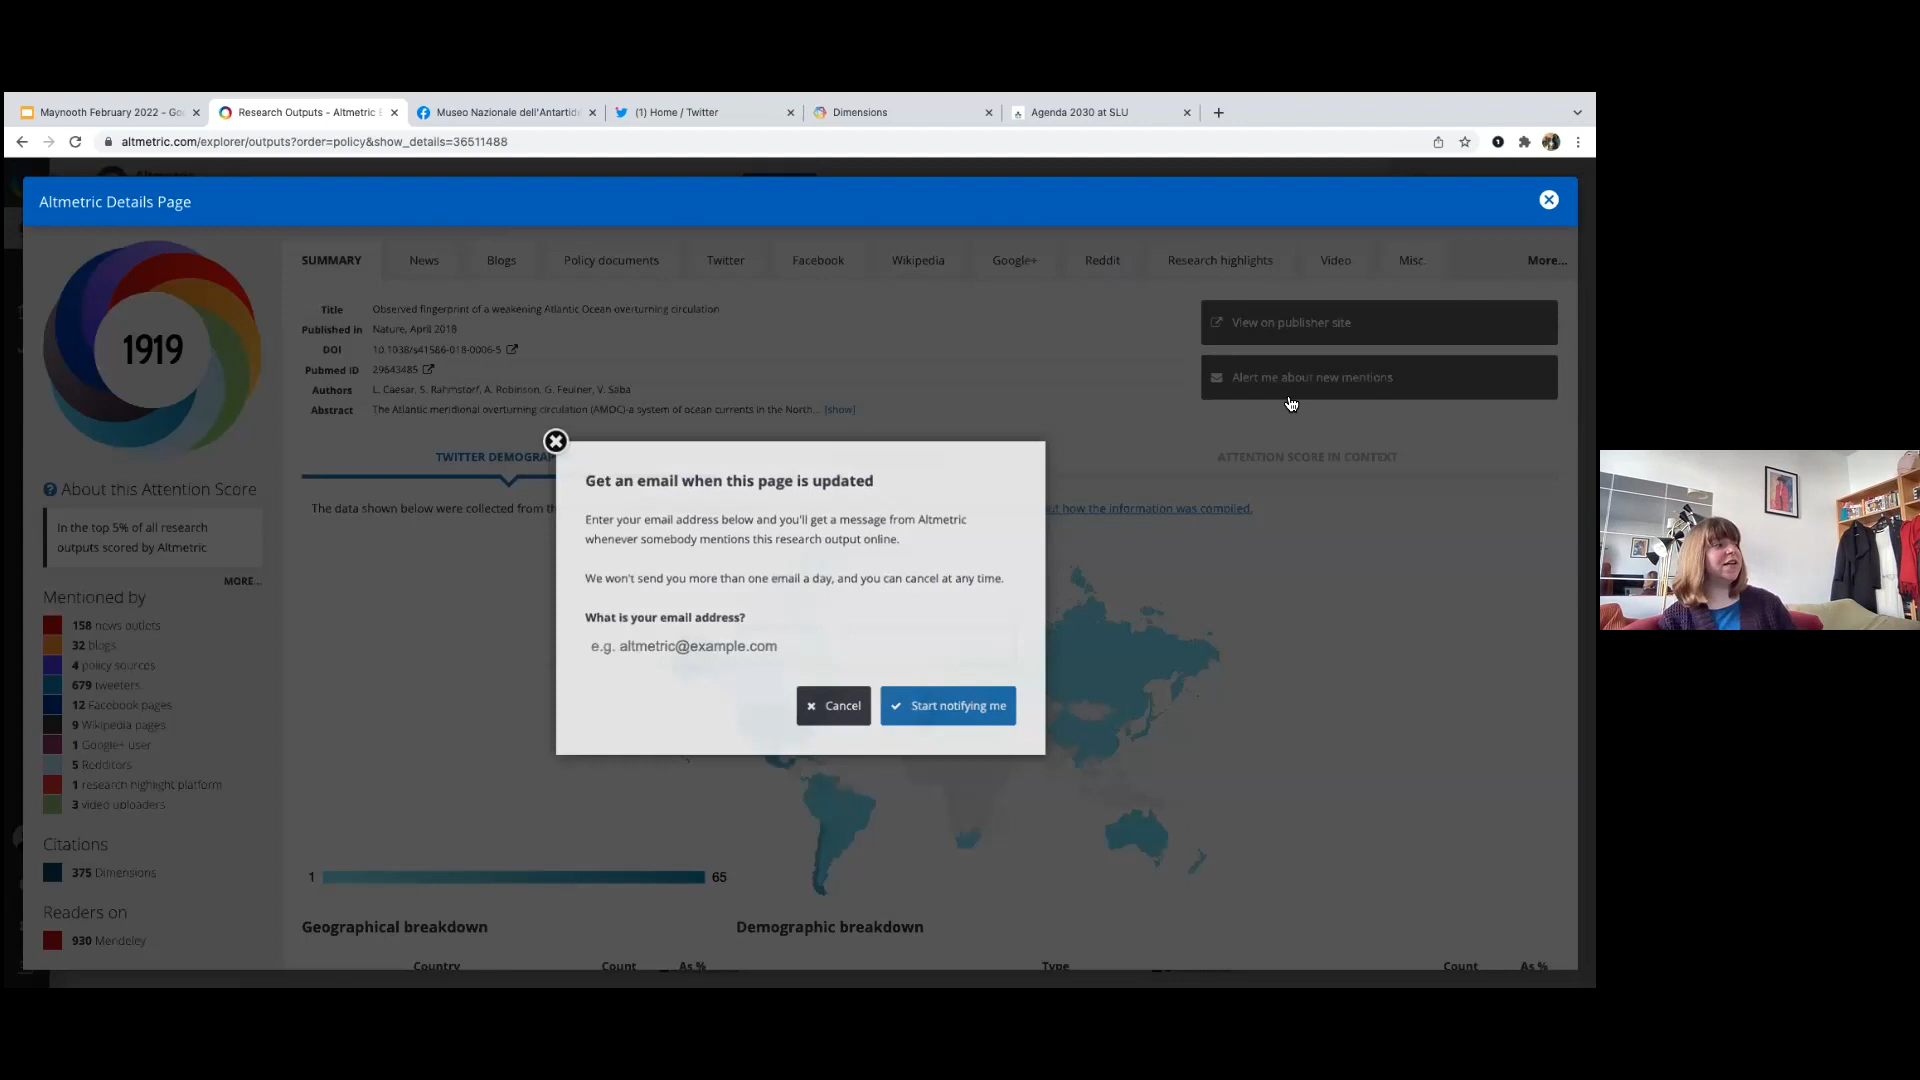 Maynooth February 2022 - Go
Research Outputs - Altmetric E
Museo Nazionale dell'Antartide
(1) Home / Twitter
Dimensions
Agenda 2030 at SLU
altmetric.com/explorer/outputs?order=policy&show_details=36511488
Altmetric Details Page
SUMMARY
News
Blogs
Policy documents
Twitter
Facebook
Wikipedia
Google+
Reddit
Research highlights
Video
Misc.
More...
1919
Title Observed fingerprint of a weakening Atlantic Ocean overturning circulation
Published in Nature, April 2018
DOI 10.1038/s41586-018-0006-5
Pubmed ID 29643485
Authors L. Caesar, S. Rahmstorf, A. Robinson, G. Feulner, V. Saba
Abstract The Atlantic meridional overturning circulation (AMOC)-a system of ocean currents in the North... [show]
View on publisher site
Alert me about new mentions
TWITTER DEMOGRAP
ATTENTION SCORE IN CONTEXT
The data shown below were collected from th
ut how the information was compiled.
About this Attention Score
In the top 5% of all research
outputs scored by Altmetric
MORE...
Mentioned by
158 news outlets
32 blogs
4 policy sources
679 tweeters
12 Facebook pages
9 Wikipedia pages
1 Google+ user
5 Redditors
1 research highlight platform
3 video uploaders
Citations
375 Dimensions
Readers on
930 Mendeley
Get an email when this page is updated
Enter your email address below and you'll get a message from Altmetric
whenever somebody mentions this research output online.
We won't send you more than one email a day, and you can cancel at any time.
What is your email address?
e.g. altmetric@example.com
Cancel
Start notifying me
1
65
Geographical breakdown
Demographic breakdown
Country Count As %
Type Count As %